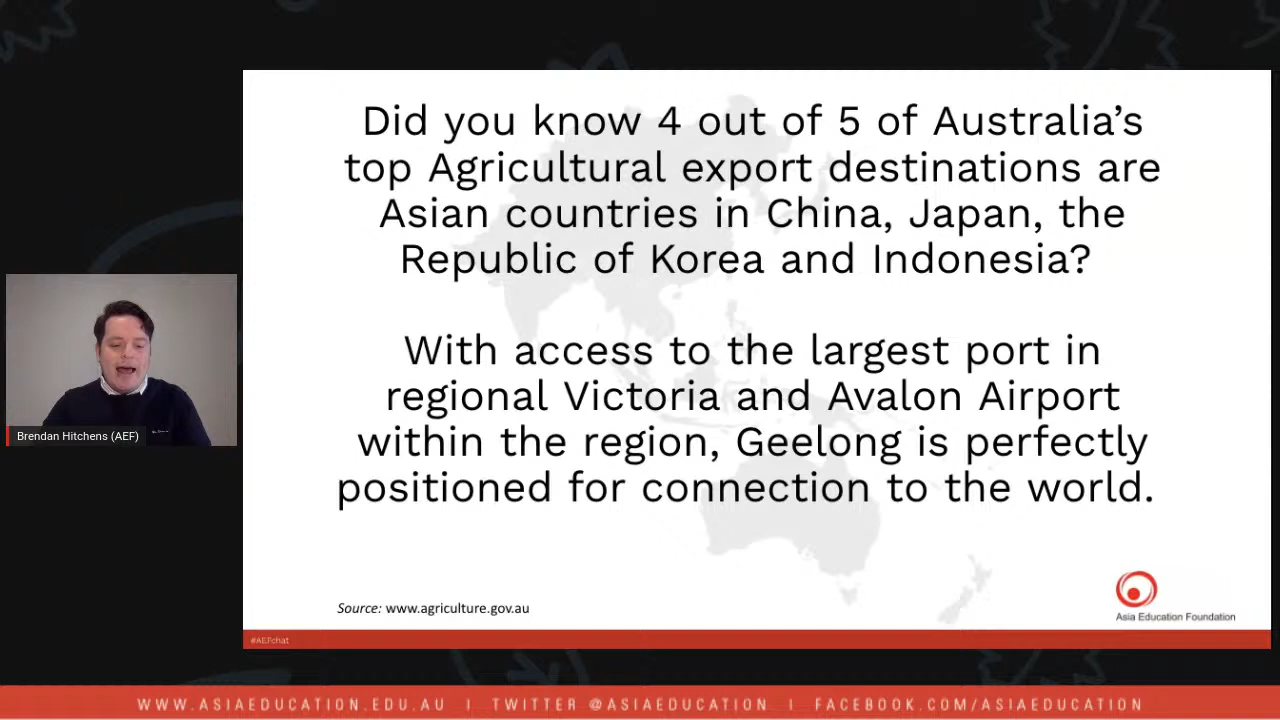 Did you know 4 out of 5 of Australia’s
top Agricultural export destinations are
Asian countries in China, Japan, the
Republic of Korea and Indonesia?
With access to the largest port in
regional Victoria and Avalon Airport
within the region, Geelong is perfectly
positioned for connection to the world.
Brendan Hitchens (AEF)
Source: www.agriculture.gov.au
Asia Education Foundation
#AEFchat
WWW.ASIAEDUCATION.EDU.AU | TWITTER @ASIAEDUCATION | FACEBOOK.COM/ASIAEDUCATION